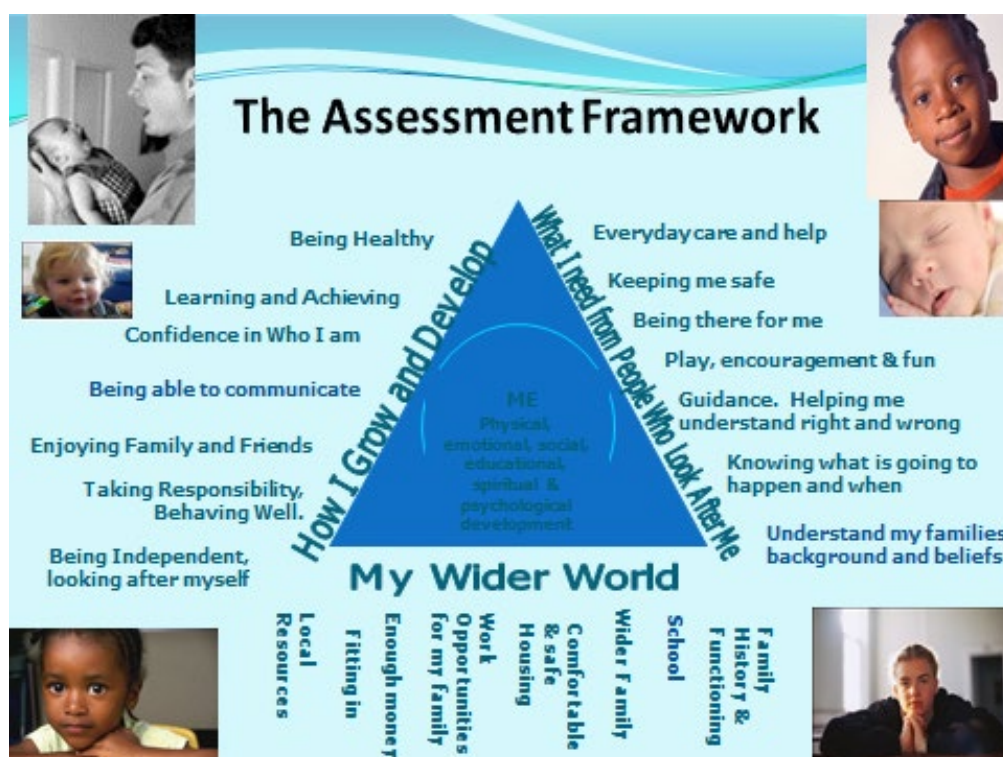 The Assessment Framework
Being Healthy
Learning and Achieving
Confidence in Who I am
Being able to communicate
Enjoying Family and Friends
Taking Responsibility,
Behaving Well.
Being Independent,
looking after myself
How I Grow and Develop
What I need from People Who Look After Me
Everyday care and help
Keeping me safe
Being there for me
Play, encouragement & fun
Guidance. Helping me
understand right and wrong
Knowing what is going to
happen and when
Understand my families
background and beliefs
ME
Physical,
emotional, social,
educational,
spiritual &
psychological
development
My Wider World
Local
Resources
Fitting in
Enough money
Work
Opportunities
for my family
Comfortable
& safe
Housing
Wider Family
School
Family
History &
Functioning